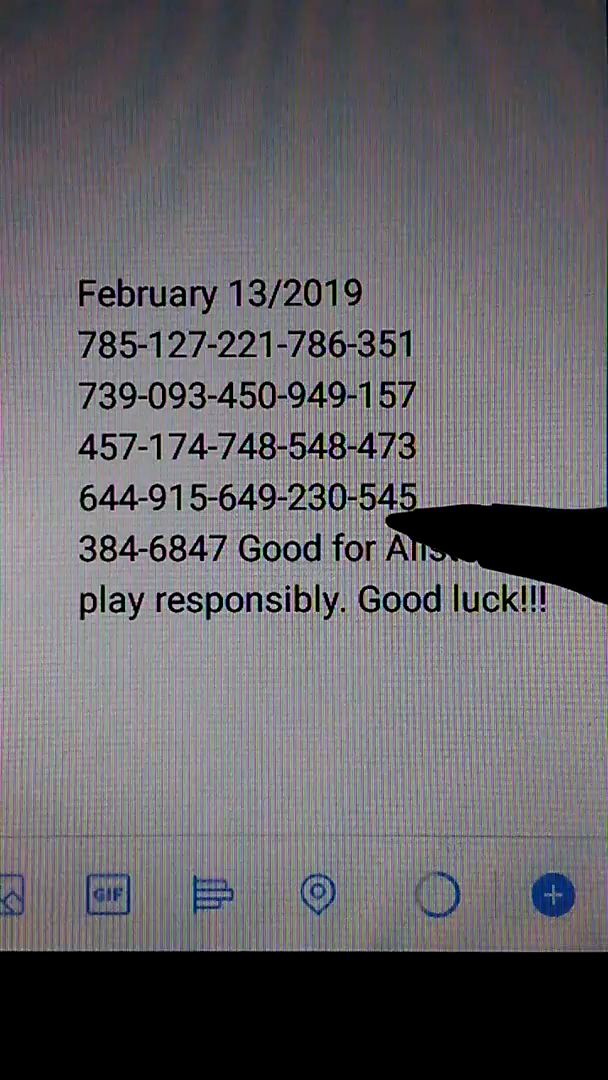 February 13/2019
785-127-221-786-351
739-093-450-949-157
457-174-748-548-473
644-915-649-230-545
384-6847 Good for
play responsibly. Good luck!!!
GIF